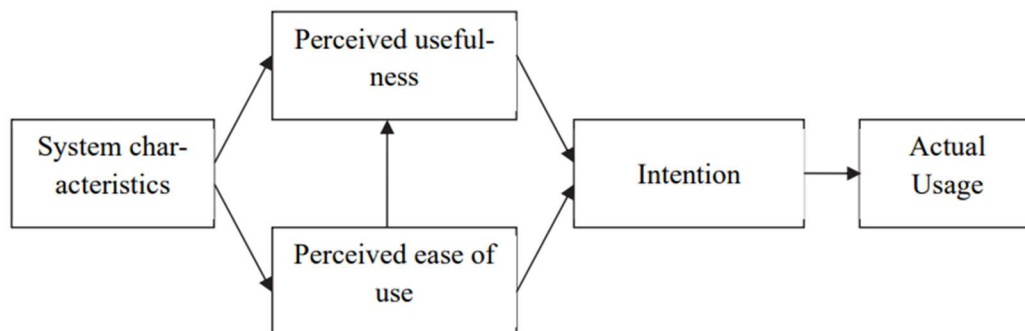 Perceived useful-
ness
System char-
acteristics
Intention
Actual
Usage
Perceived ease of
use